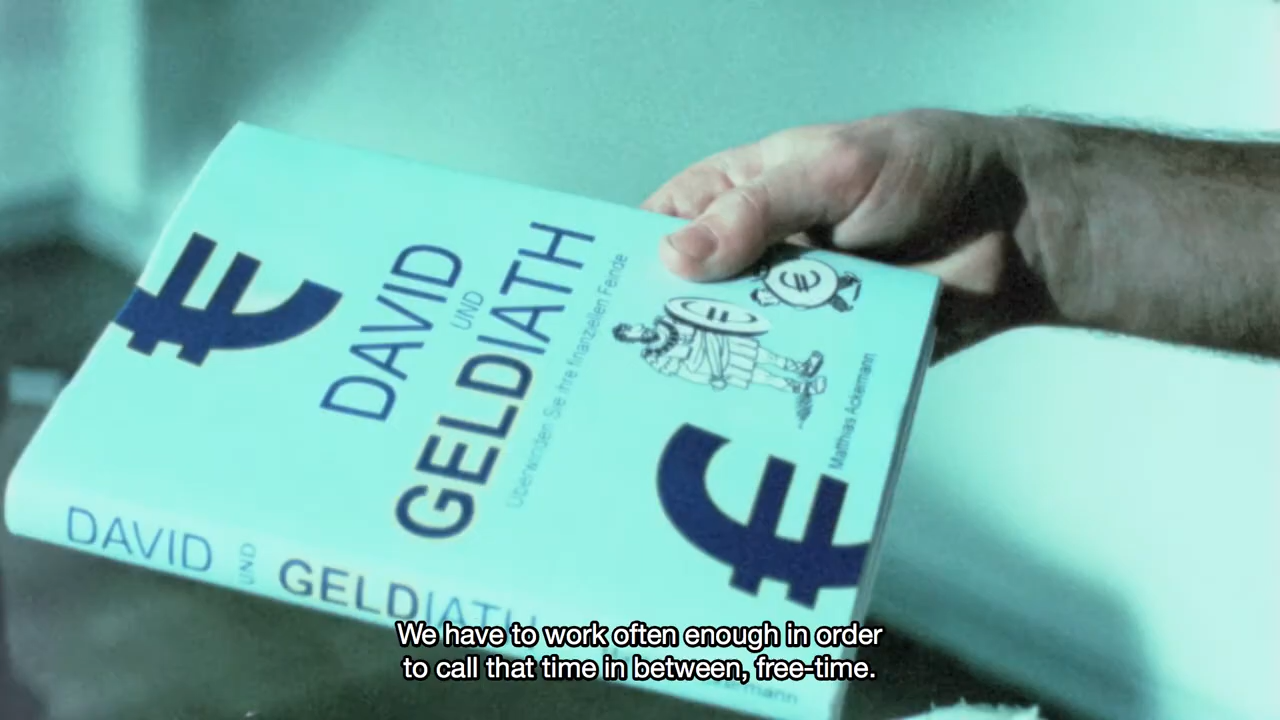 €
DAVID
UND
GELDIATH
Überwinden Sie Ihre finanziellen Feinde
€
€
Matthias Ackermann
DAVID UND GELDIATH
We have to work often enough in order
to call that time in between, free-time.